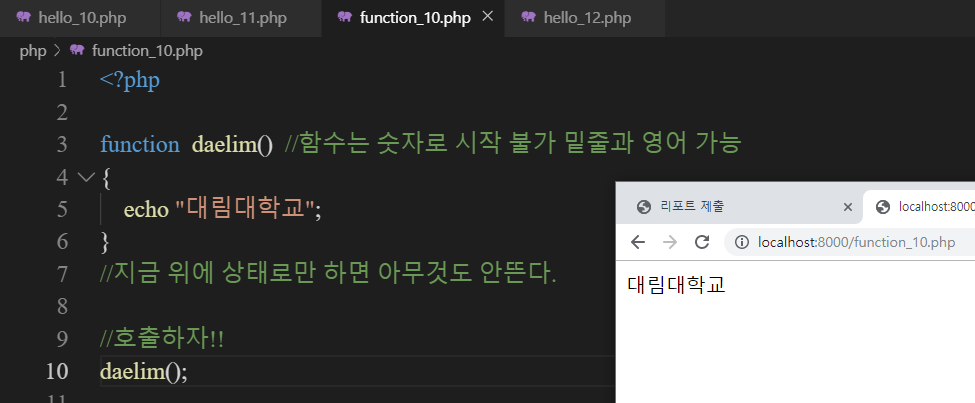 hello_10.php hello_11.php function_10.php hello_12.php
php > function_10.php
1 <?php
2
3 function daelim() //함수는 숫자로 시작 불가 밑줄과 영어 가능
4 {
5 echo "대림대학교";
6 }
7 //지금 위에 상태로만 하면 아무것도 안뜬다.
8
9 //호출하자!!
10 daelim();
11
리포트 제출 localhost:8000
localhost:8000/function_10.php
대림대학교